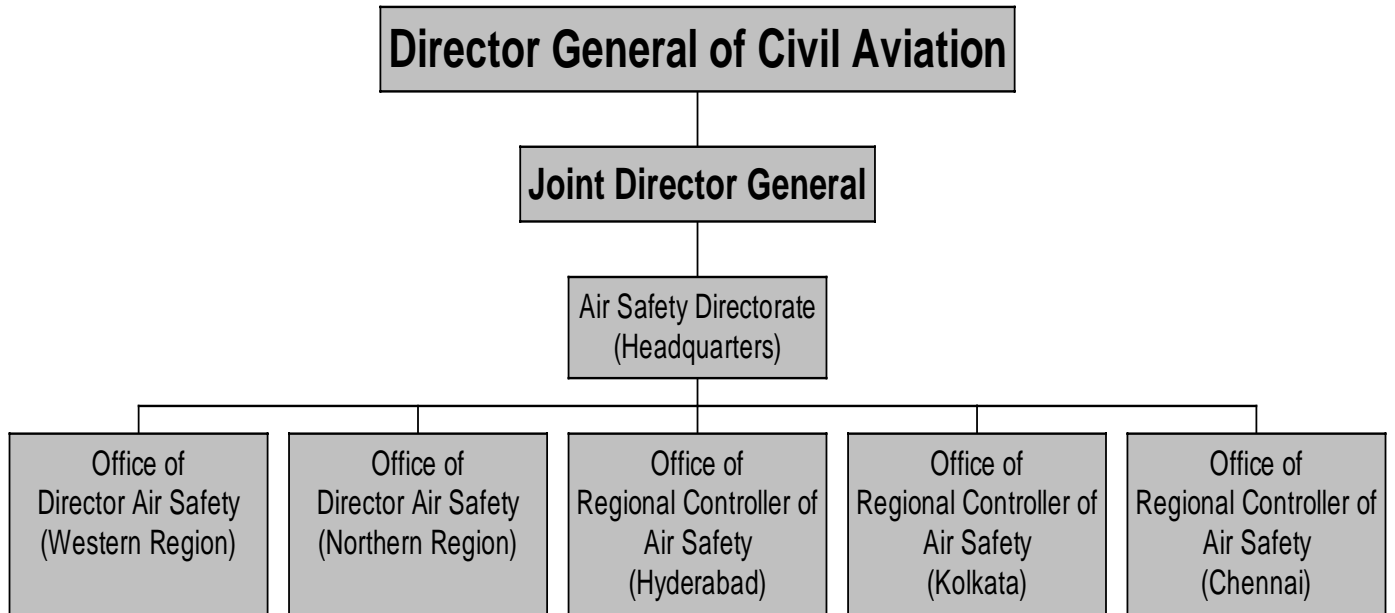 Director General of Civil Aviation
Joint Director General
Air Safety Directorate
(Headquarters)
Office of
Director Air Safety
(Western Region)
Office of
Director Air Safety
(Northern Region)
Office of
Regional Controller of
Air Safety
(Hyderabad)
Office of
Regional Controller of
Air Safety
(Kolkata)
Office of
Regional Controller of
Air Safety
(Chennai)